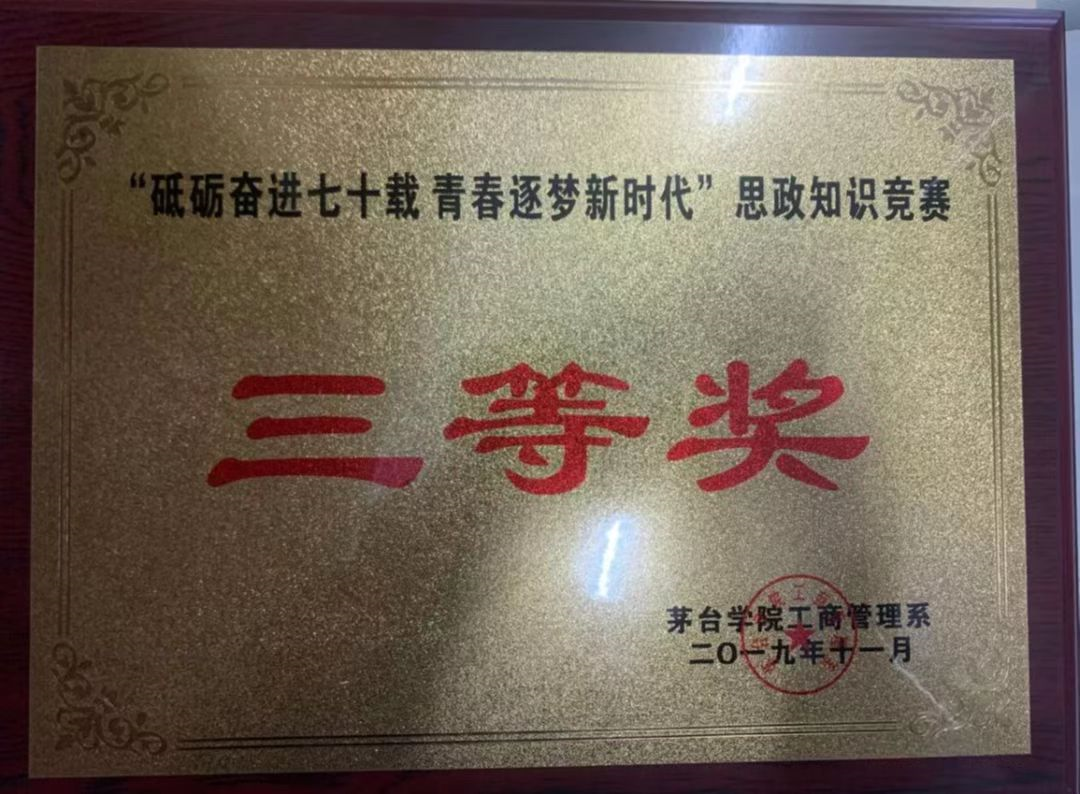 “砥砺奋进七十载 青春逐梦新时代”思政知识竞赛
三等奖
茅台学院工商管理系
二〇一九年十一月